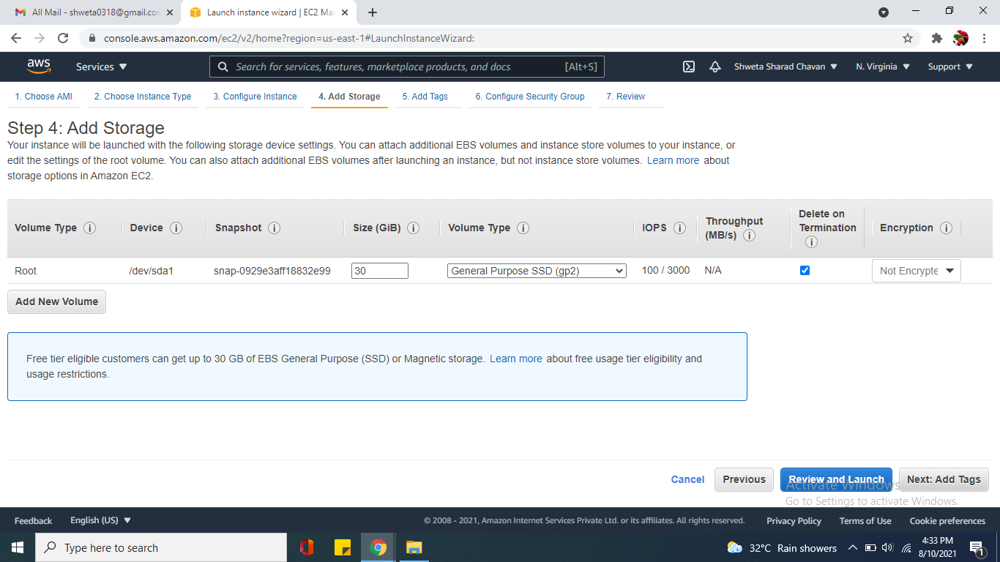 All Mail - shweta0318@gmail.co
Launch instance wizard | EC2 Ma
console.aws.amazon.com/ec2/v2/home?region=us-east-1#LaunchInstanceWizard:
aws
Services
Search for services, features, marketplace products, and docs
[Alt+S]
Shweta Sharad Chavan
N. Virginia
Support
1. Choose AMI
2. Choose Instance Type
3. Configure Instance
4. Add Storage
5. Add Tags
6. Configure Security Group
7. Review
Step 4: Add Storage
Your instance will be launched with the following storage device settings. You can attach additional EBS volumes and instance store volumes to your instance, or
edit the settings of the root volume. You can also attach additional EBS volumes after launching an instance, but not instance store volumes. Learn more about
storage options in Amazon EC2.
Volume Type
Device
Snapshot
Size (GiB)
Volume Type
IOPS
Throughput
(MB/s)
Delete on
Termination
Encryption
Root
/dev/sda1
snap-0929e3aff18832e99
30
General Purpose SSD (gp2)
100 / 3000
N/A
Not Encrypte
Add New Volume
Free tier eligible customers can get up to 30 GB of EBS General Purpose (SSD) or Magnetic storage. Learn more about free usage tier eligibility and
usage restrictions.
Cancel
Previous
Review and Launch
Next: Add Tags
Activate Windows
Go to Settings to activate Windows.
Feedback
English (US)
© 2008 - 2021, Amazon Internet Services Private Ltd. or its affiliates. All rights reserved.
Privacy Policy
Terms of Use
Cookie preferences
Type here to search
32°C Rain showers
4:33 PM
8/10/2021
1